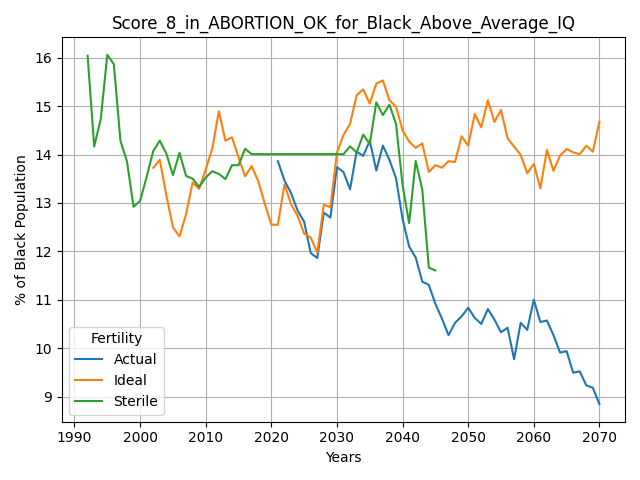 Score_8_in_ABORTION_OK_for_Black_Above_Average_IQ
% of Black Population
16
15
14
13
12
11
10
9
Fertility
Actual
Ideal
Sterile
1990 2000 2010 2020 2030 2040 2050 2060 2070
Years